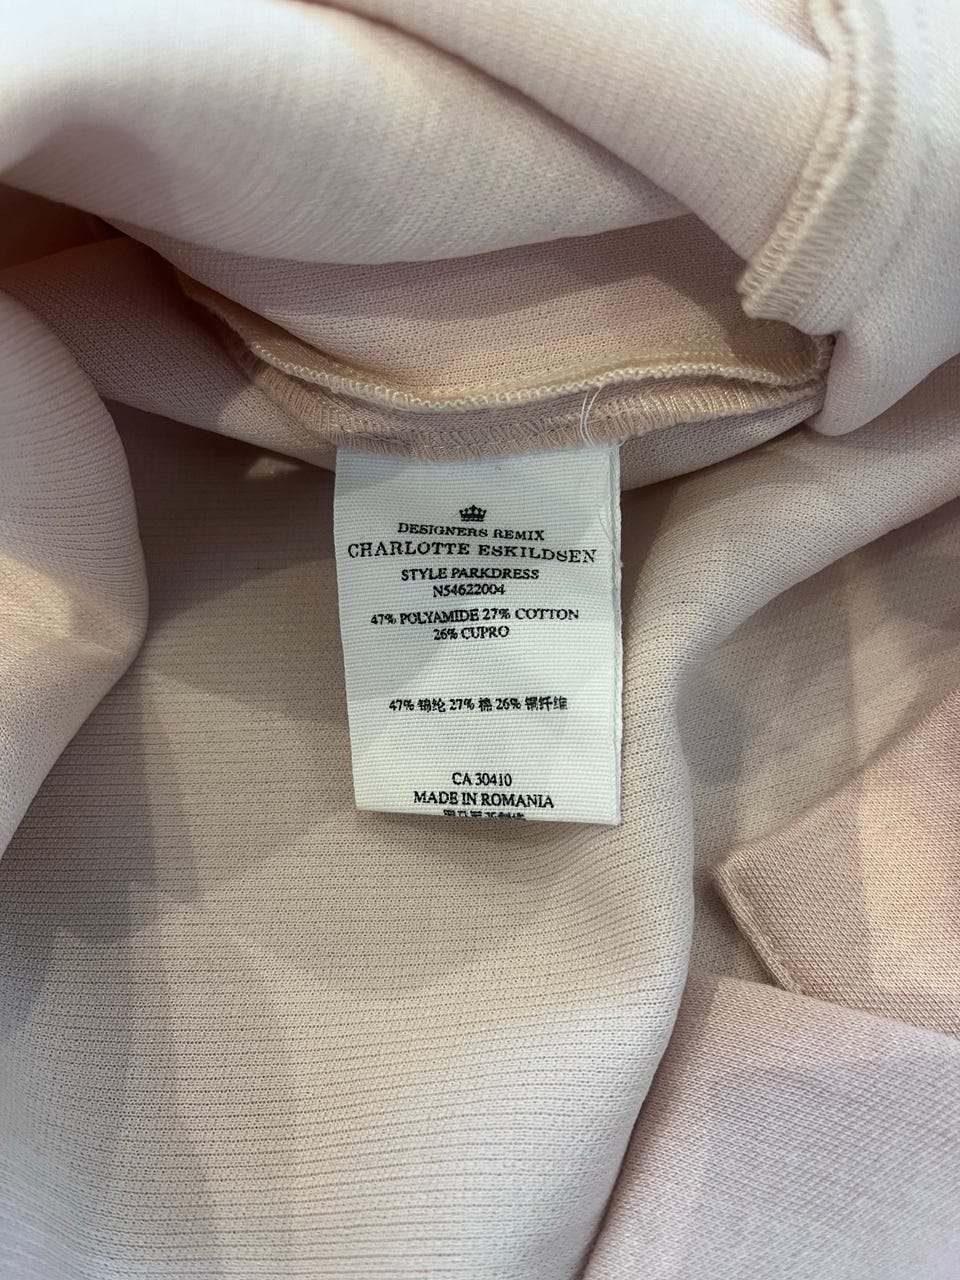 DESIGNERS REMIX
CHARLOTTE ESKILDSEN
STYLE PARKDRESS
N54622004
47% POLYAMIDE 27% COTTON
26% CUPRO
47% 锦纶 27% 棉 26% 铜纤维
CA 30410
MADE IN ROMANIA